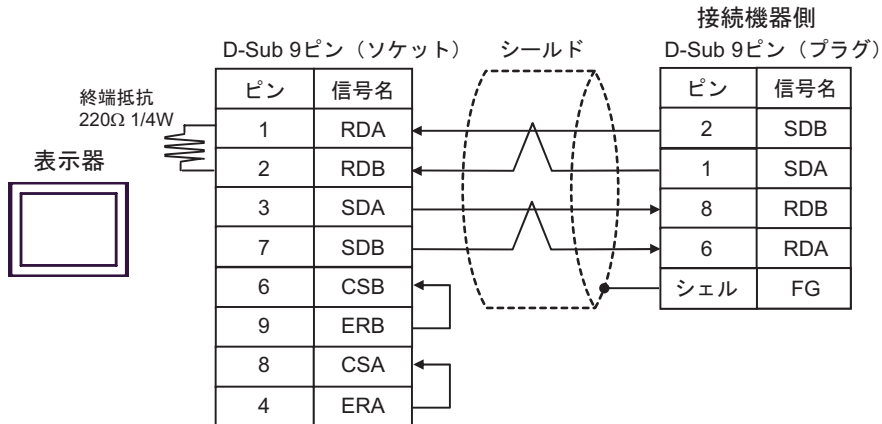 接続機器側
D-Sub 9ピン（ソケット） シールド D-Sub 9ピン（プラグ）
終端抵抗
220Ω 1/4W
表示器
ピン 信号名
1 RDA
2 RDB
3 SDA
7 SDB
6 CSB
9 ERB
8 CSA
4 ERA
ピン 信号名
2 SDB
1 SDA
8 RDB
6 RDA
シェル FG